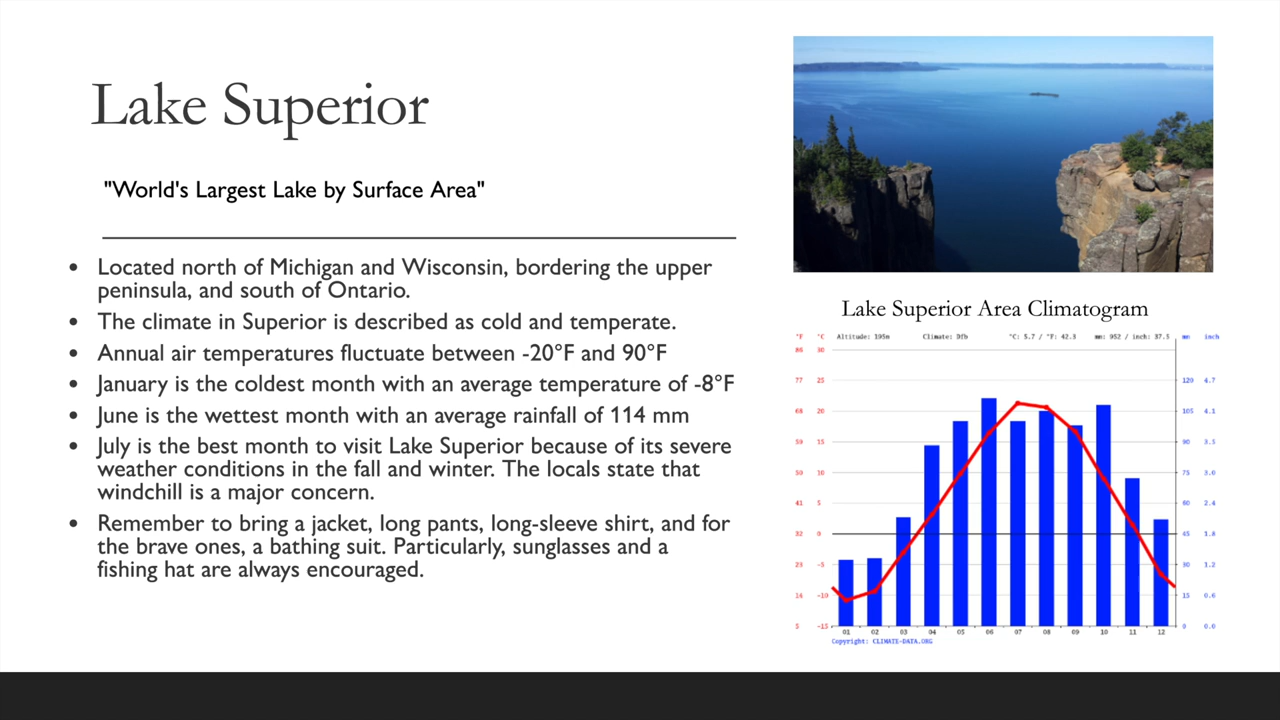 Lake Superior
"World's Largest Lake by Surface Area"
• Located north of Michigan and Wisconsin, bordering the upper
peninsula, and south of Ontario.
• The climate in Superior is described as cold and temperate.
• Annual air temperatures fluctuate between -20°F and 90°F
• January is the coldest month with an average temperature of -8°F
• June is the wettest month with an average rainfall of 114 mm
• July is the best month to visit Lake Superior because of its severe
weather conditions in the fall and winter. The locals state that
windchill is a major concern.
• Remember to bring a jacket, long pants, long-sleeve shirt, and for
the brave ones, a bathing suit. Particularly, sunglasses and a
fishing hat are always encouraged.
Lake Superior Area Climatogram
°F °C Altitude: 195m Climate: Dfb °C: 5.7 / °F: 42.3 mm: 952 / inch: 37.5 mm inch
86 30
77 25 120 4.7
68 20 105 4.1
59 15 90 3.5
50 10 75 3.0
41 5 60 2.4
32 0 45 1.8
23 -5 30 1.2
14 -10 15 0.6
5 -15 0 0.0
01 02 03 04 05 06 07 08 09 10 11 12
Copyright: CLIMATE-DATA.ORG